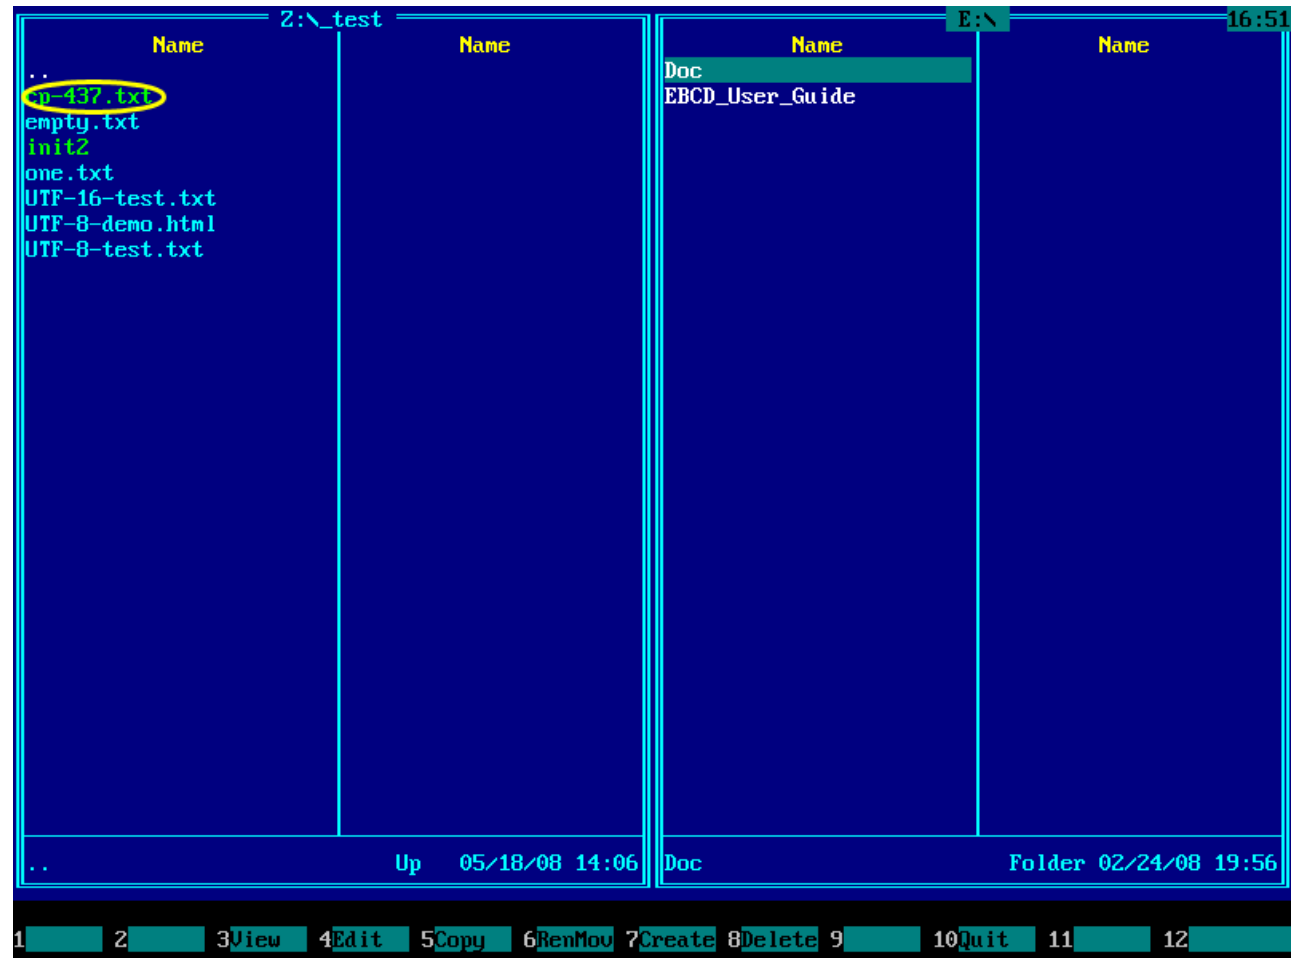 Z:\_test
E:\ 16:51
Name Name Name Name
..
cp-437.txt
empty.txt
init2
one.txt
UTF-16-test.txt
UTF-8-demo.html
UTF-8-test.txt
Doc
EBCD_User_Guide
.. Up 05/18/08 14:06
Doc Folder 02/24/08 19:56
1 2 3View 4Edit 5Copy 6RenMov 7Create 8Delete 9 10Quit 11 12